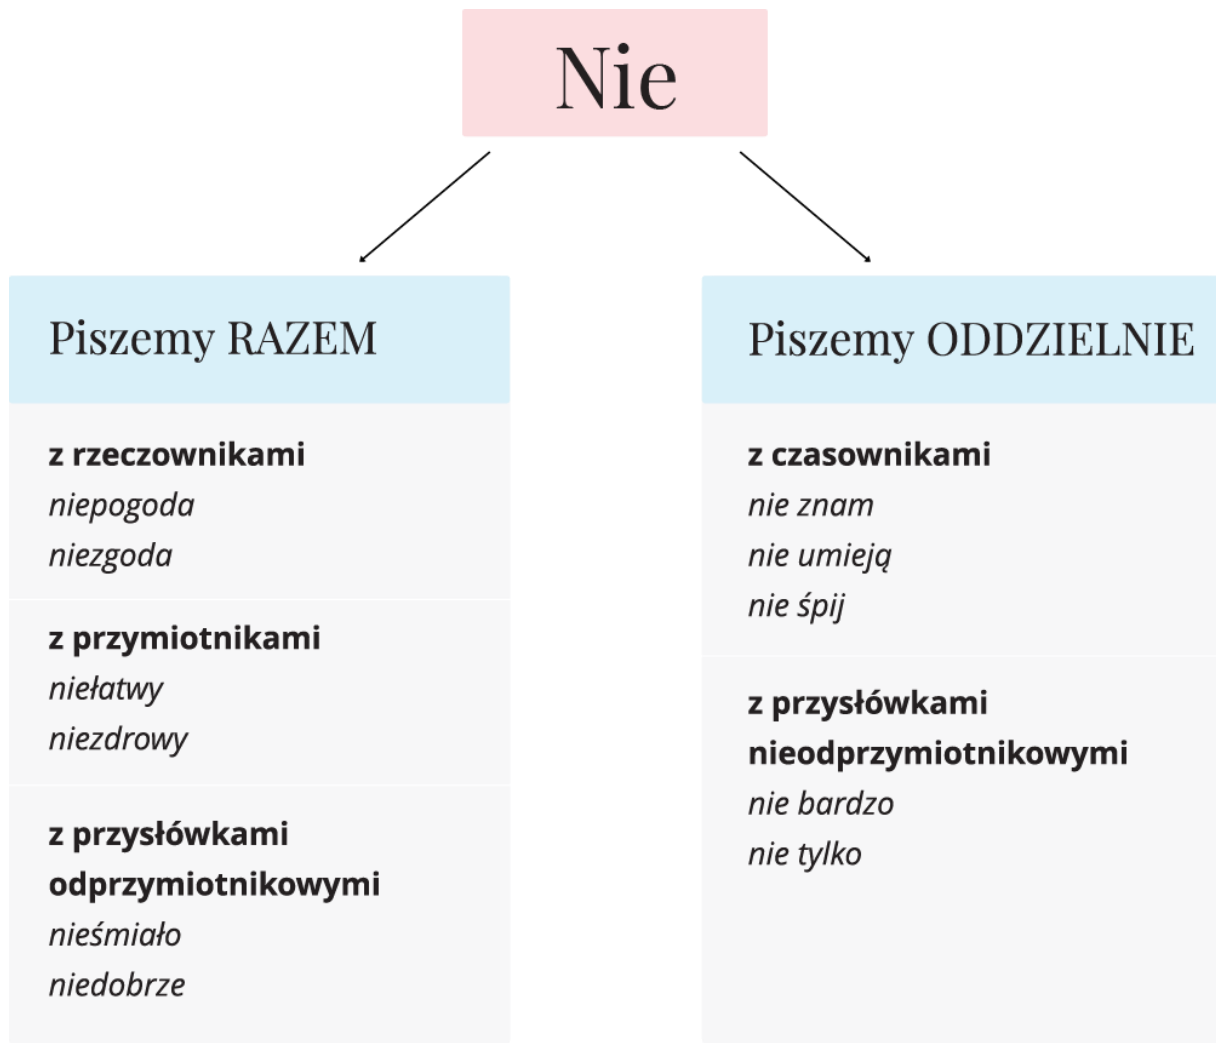 Nie
Piszemy RAZEM
z rzeczownikami
niepogoda
niezgoda
z przymiotnikami
niełatwy
niezdrowy
z przysłówkami
odprzymiotnikowymi
nieśmiało
niedobrze
Piszemy ODDZIELNIE
z czasownikami
nie znam
nie umieją
nie śpij
z przysłówkami
nieodprzymiotnikowymi
nie bardzo
nie tylko